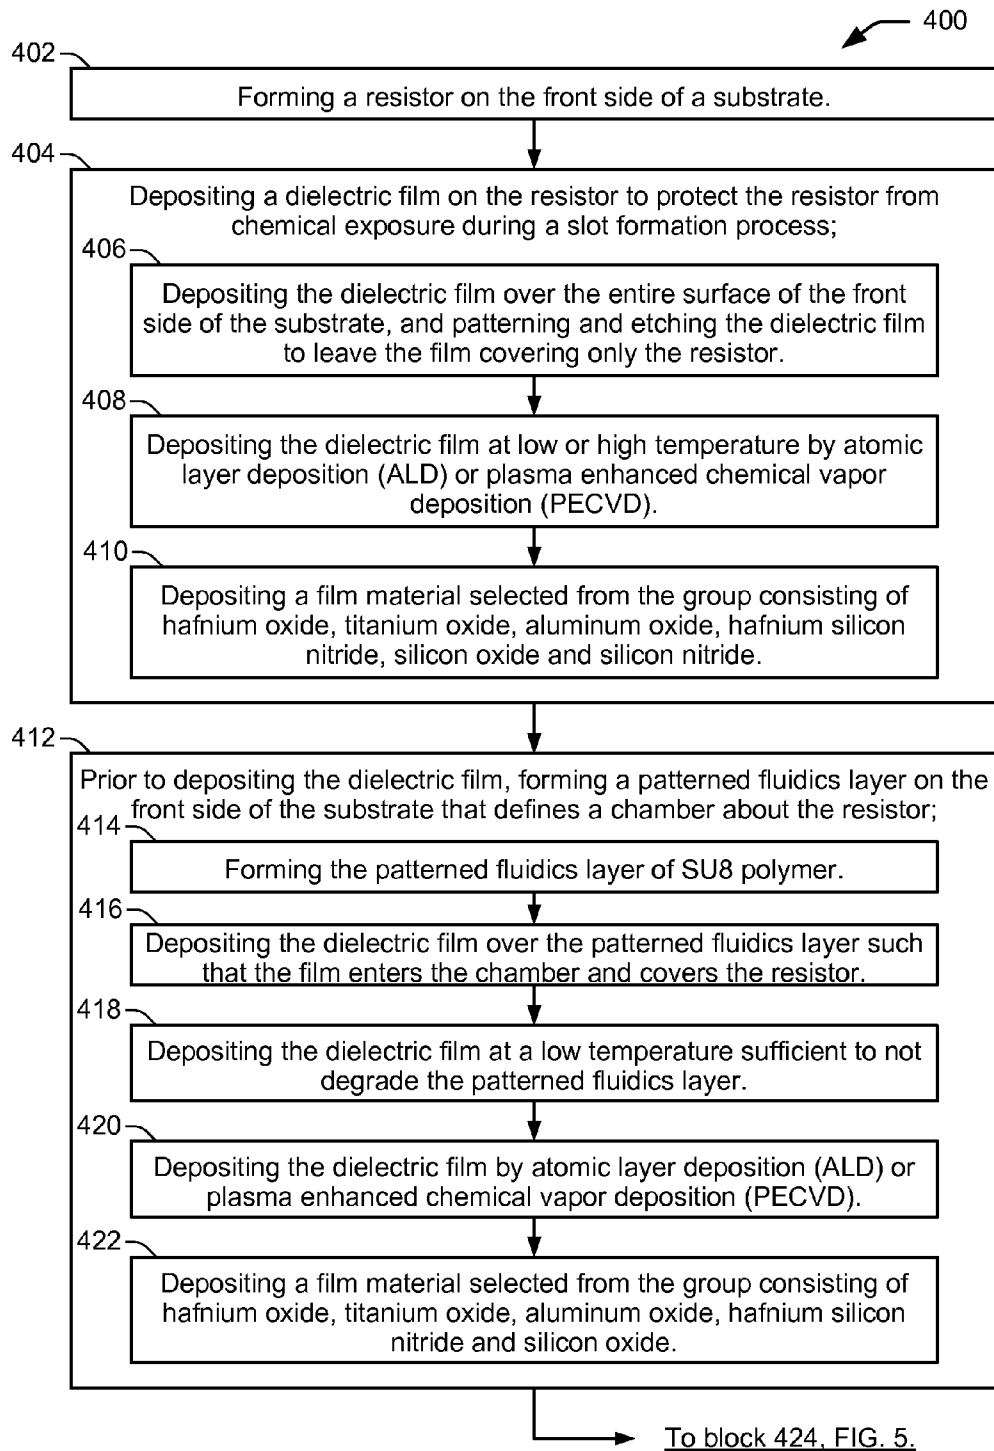 400
402
Forming a resistor on the front side of a substrate.
404
Depositing a dielectric film on the resistor to protect the resistor from
chemical exposure during a slot formation process;
406
Depositing the dielectric film over the entire surface of the front
side of the substrate, and patterning and etching the dielectric film
to leave the film covering only the resistor.
408
Depositing the dielectric film at low or high temperature by atomic
layer deposition (ALD) or plasma enhanced chemical vapor
deposition (PECVD).
410
Depositing a film material selected from the group consisting of
hafnium oxide, titanium oxide, aluminum oxide, hafnium silicon
nitride, silicon oxide and silicon nitride.
412
Prior to depositing the dielectric film, forming a patterned fluidics layer on the
front side of the substrate that defines a chamber about the resistor;
414
Forming the patterned fluidics layer of SU8 polymer.
416
Depositing the dielectric film over the patterned fluidics layer such
that the film enters the chamber and covers the resistor.
418
Depositing the dielectric film at a low temperature sufficient to not
degrade the patterned fluidics layer.
420
Depositing the dielectric film by atomic layer deposition (ALD) or
plasma enhanced chemical vapor deposition (PECVD).
422
Depositing a film material selected from the group consisting of
hafnium oxide, titanium oxide, aluminum oxide, hafnium silicon
nitride and silicon oxide.
To block 424, FIG. 5.